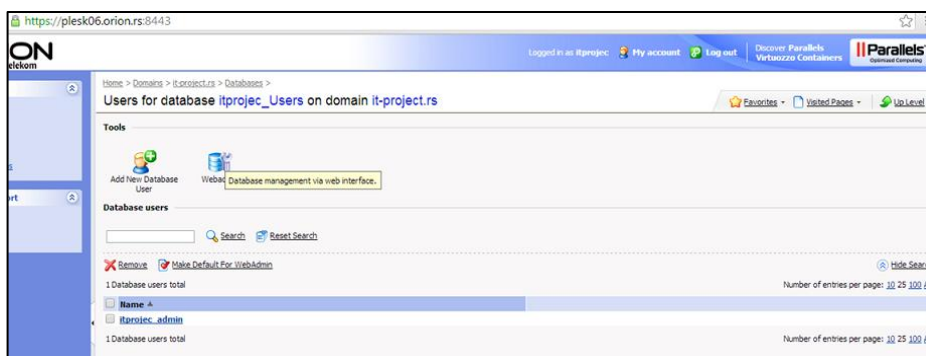 https://plesk06.orion.rs:8443
ON
elekom
Logged in as itprojec My account Log out Discover Parallels Virtuozzo Containers
Parallels
Optimized Computing
Home > Domains > it-project.rs > Databases >
Users for database itprojec_Users on domain it-project.rs
Favorites Visited Pages Up Level
Tools
Add New Database User
Webad
Database management via web interface.
Database users
Search Reset Search
Remove Make Default For WebAdmin Hide Sear
1 Database users total Number of entries per page: 10 25 100
Name
itprojec_admin
1 Database users total Number of entries per page: 10 25 100